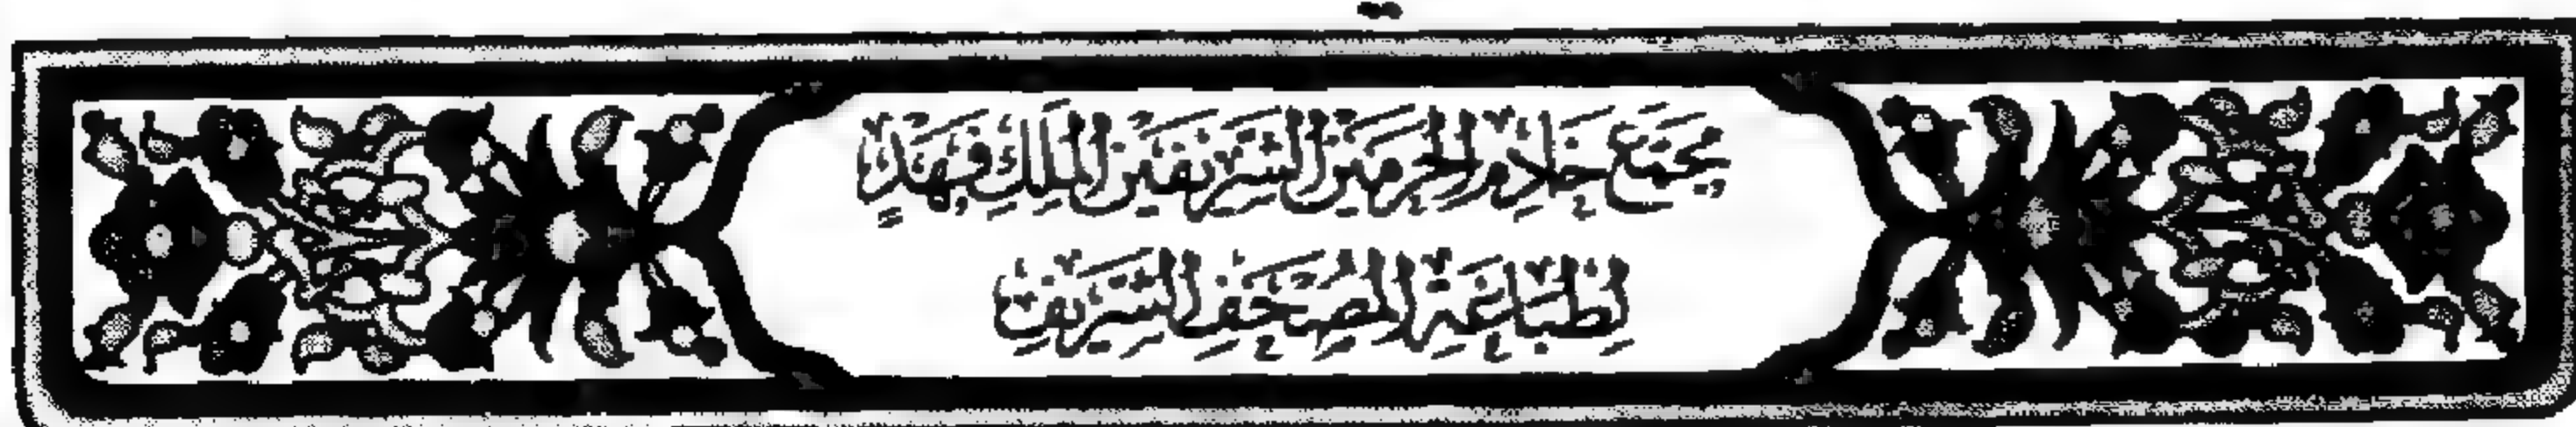 مجمع خادم الحرمين الشريفين الملك فهد
لطباعة المصحف الشريف